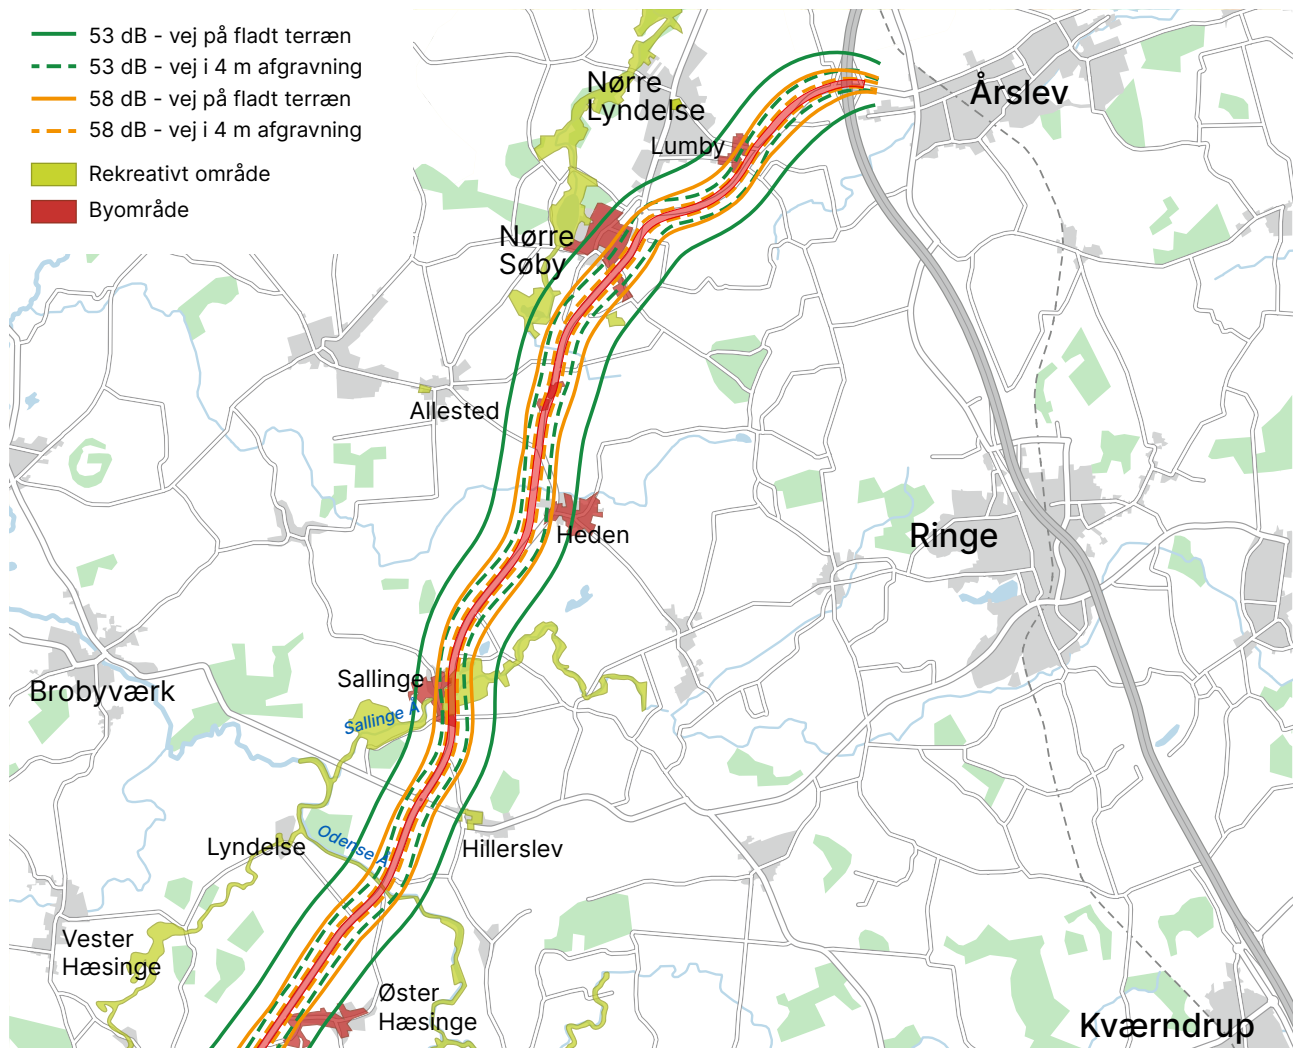 53 dB - vej på fladt terræn
53 dB - vej i 4 m afgravning
58 dB - vej på fladt terræn
58 dB - vej i 4 m afgravning
Rekreativt område
Byområde
Nørre
Lyndelse
Årslev
Lumby
Nørre
Søby
Allested
Heden
Ringe
Sallinge
Brobyværk
Sallinge Å
Odense Å
Lyndelse
Hillerslev
Vester
Hæsinge
Øster
Hæsinge
Kværndrup